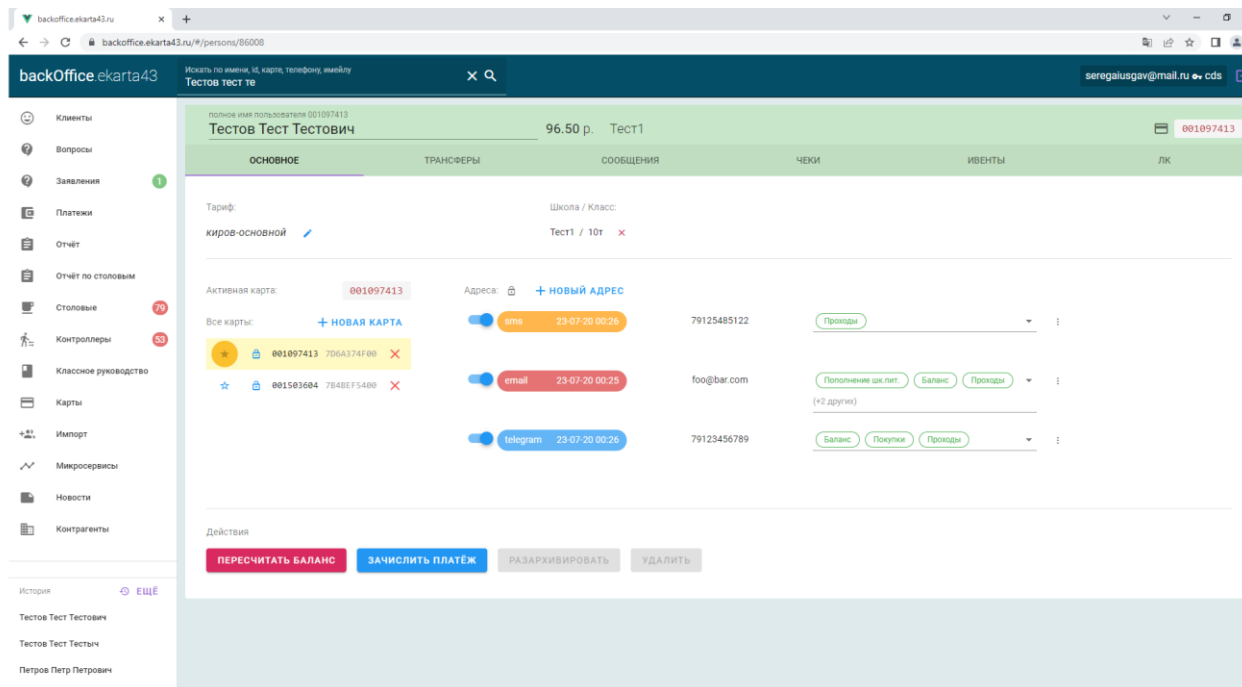 backoffice.ekarta43.ru
backoffice.ekarta43.ru/#/persons/86008
backOffice.ekarta43
Искать по имени, id, карте, телефону, имейлу
Тестов тест те
seregaiusgav@mail.ru cds
Клиенты
Вопросы
Заявления 1
Платежи
Отчёт
Отчёт по столовым
Столовые 79
Контроллеры 53
Классное руководство
Карты
Импорт
Микросервисы
Новости
Контрагенты
История ЕЩЁ
Тестов Тест Тестович
Тестов Тест Тестыч
Петров Петр Петрович
полное имя пользователя 001097413
Тестов Тест Тестович 96.50 р. Тест1 001097413
ОСНОВНОЕ ТРАНСФЕРЫ СООБЩЕНИЯ ЧЕКИ ИВЕНТЫ ЛК
Тариф: Школа / Класс:
киров-основной Тест1 / 10т
Активная карта: 001097413 Адреса: + НОВЫЙ АДРЕС
Все карты: + НОВАЯ КАРТА
sms 23-07-20 00:26 79125485122 Проходы
001097413 7D6A374F00
001503604 7B4BEF5400
email 23-07-20 00:25 foo@bar.com Пополнение шк.пит. Баланс Проходы
(+2 других)
telegram 23-07-20 00:26 79123456789 Баланс Покупки Проходы
Действия
ПЕРЕСЧИТАТЬ БАЛАНС ЗАЧИСЛИТЬ ПЛАТЁЖ РАЗАРХИВИРОВАТЬ УДАЛИТЬ